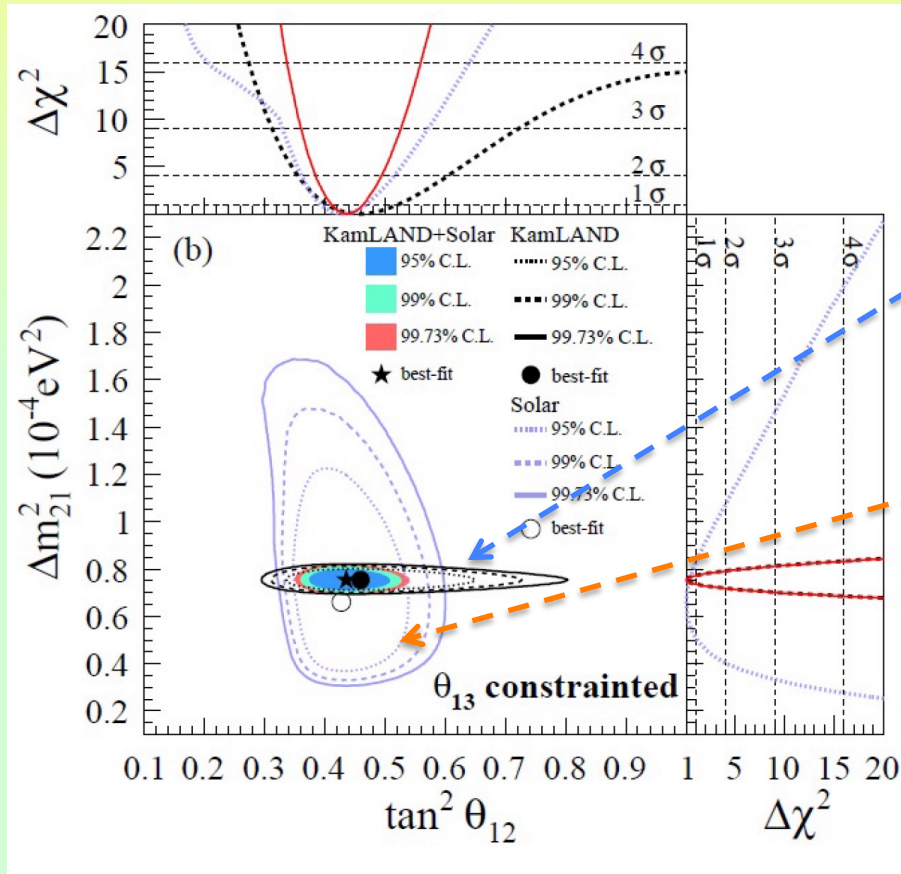 Δχ²
20
15
10
5
4 σ
3 σ
2 σ
1 σ
(b)
KamLAND+Solar
95% C.L.
99% C.L.
99.73% C.L.
best-fit
KamLAND
95% C.L.
99% C.L.
99.73% C.L.
best-fit
Solar
95% C.L.
99% C.L.
99.73% C.L.
best-fit
θ₁₃ constrainted
1σ 2σ 3σ 4σ
Δm²₂₁ (10⁻⁴eV²)
2.2
2
1.8
1.6
1.4
1.2
1
0.8
0.6
0.4
0.2
0.1 0.2 0.3 0.4 0.5 0.6 0.7 0.8 0.9 1 5 10 15 20
tan² θ₁₂
Δχ²